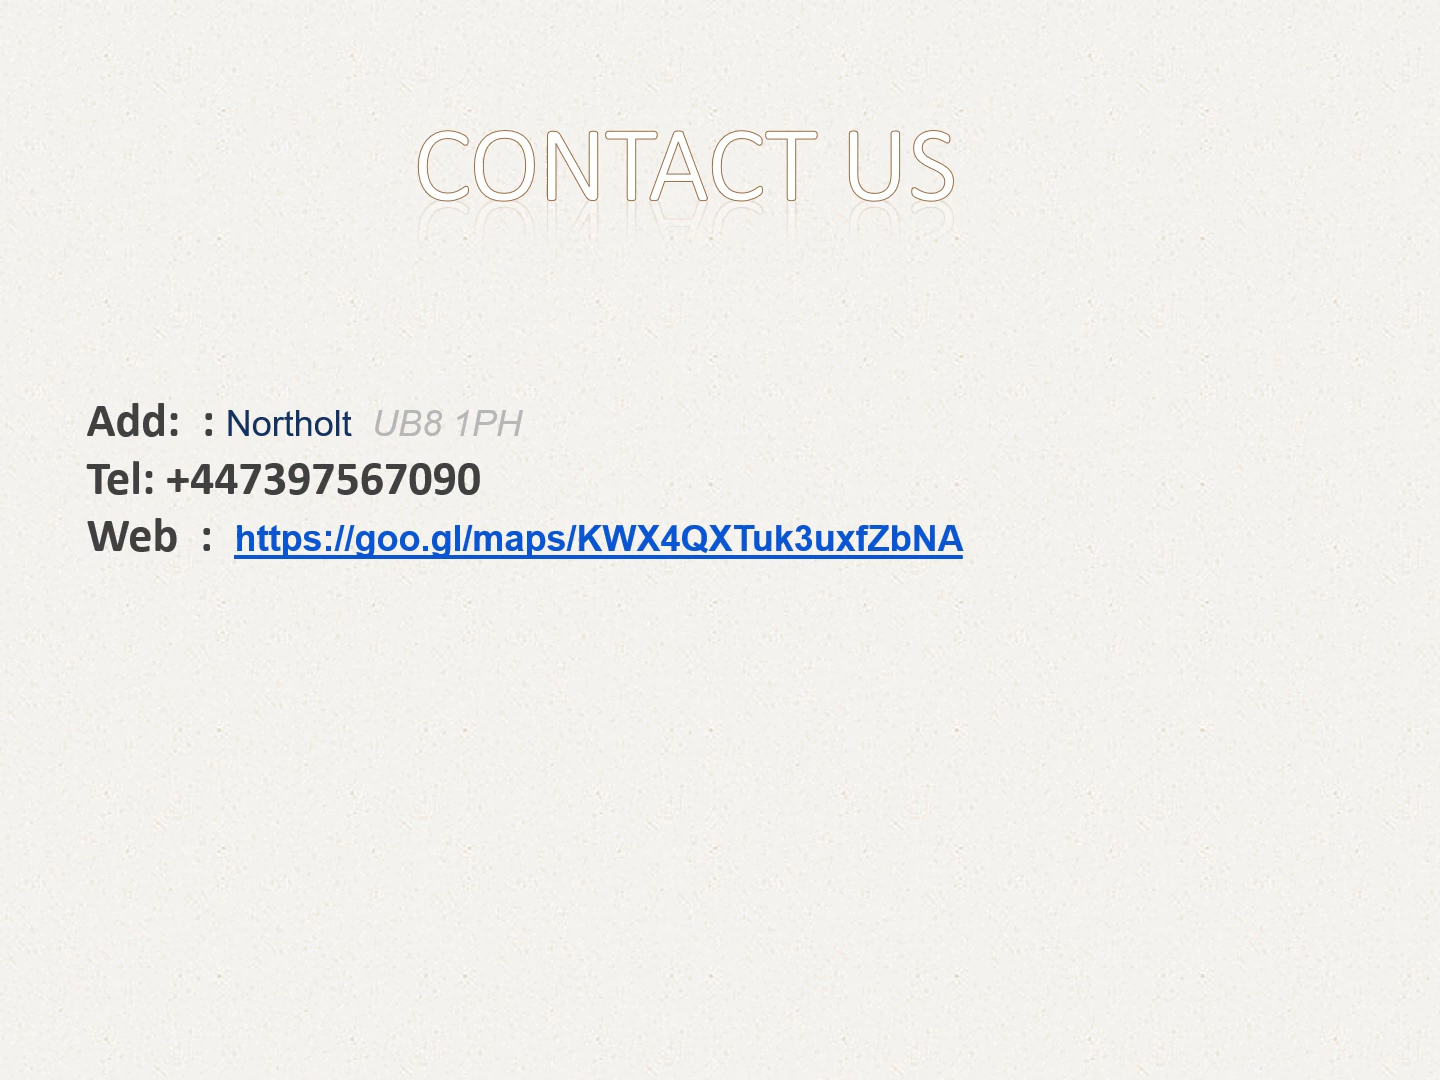 CONTACT US
Add:  : Northolt  UB8 1PH
Tel: +447397567090
Web  :  https://goo.gl/maps/KWX4QXTuk3uxfZbNA